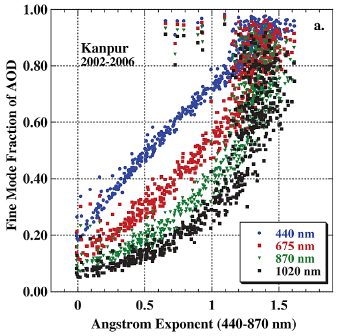 1.00
a.
Kanpur
2002-2006
0.80
0.60
0.40
0.20
0.00
Fine Mode Fraction of AOD
440 nm
675 nm
870 nm
1020 nm
0 0.5 1 1.5
Angstrom Exponent (440-870 nm)